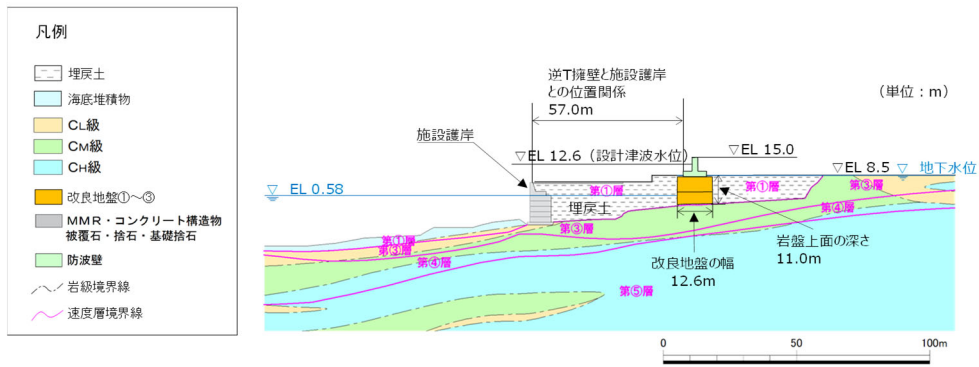 凡例
埋戻土
海底堆積物
CL級
CM級
CH級
改良地盤①～③
MMR・コンクリート構造物
被覆石・捨石・基礎捨石
防波壁
岩級境界線
速度層境界線
逆T擁壁と施設護岸
との位置関係
57.0m
（単位：m）
施設護岸
▽EL 12.6（設計津波水位）
▽EL 15.0
▽EL 8.5
▽ 地下水位
▽ EL 0.58
第①層
第①層
第③層
埋戻土
第④層
第③層
第①層
第③層
第④層
岩盤上面の深さ
11.0m
改良地盤の幅
12.6m
第⑤層
0
50
100m